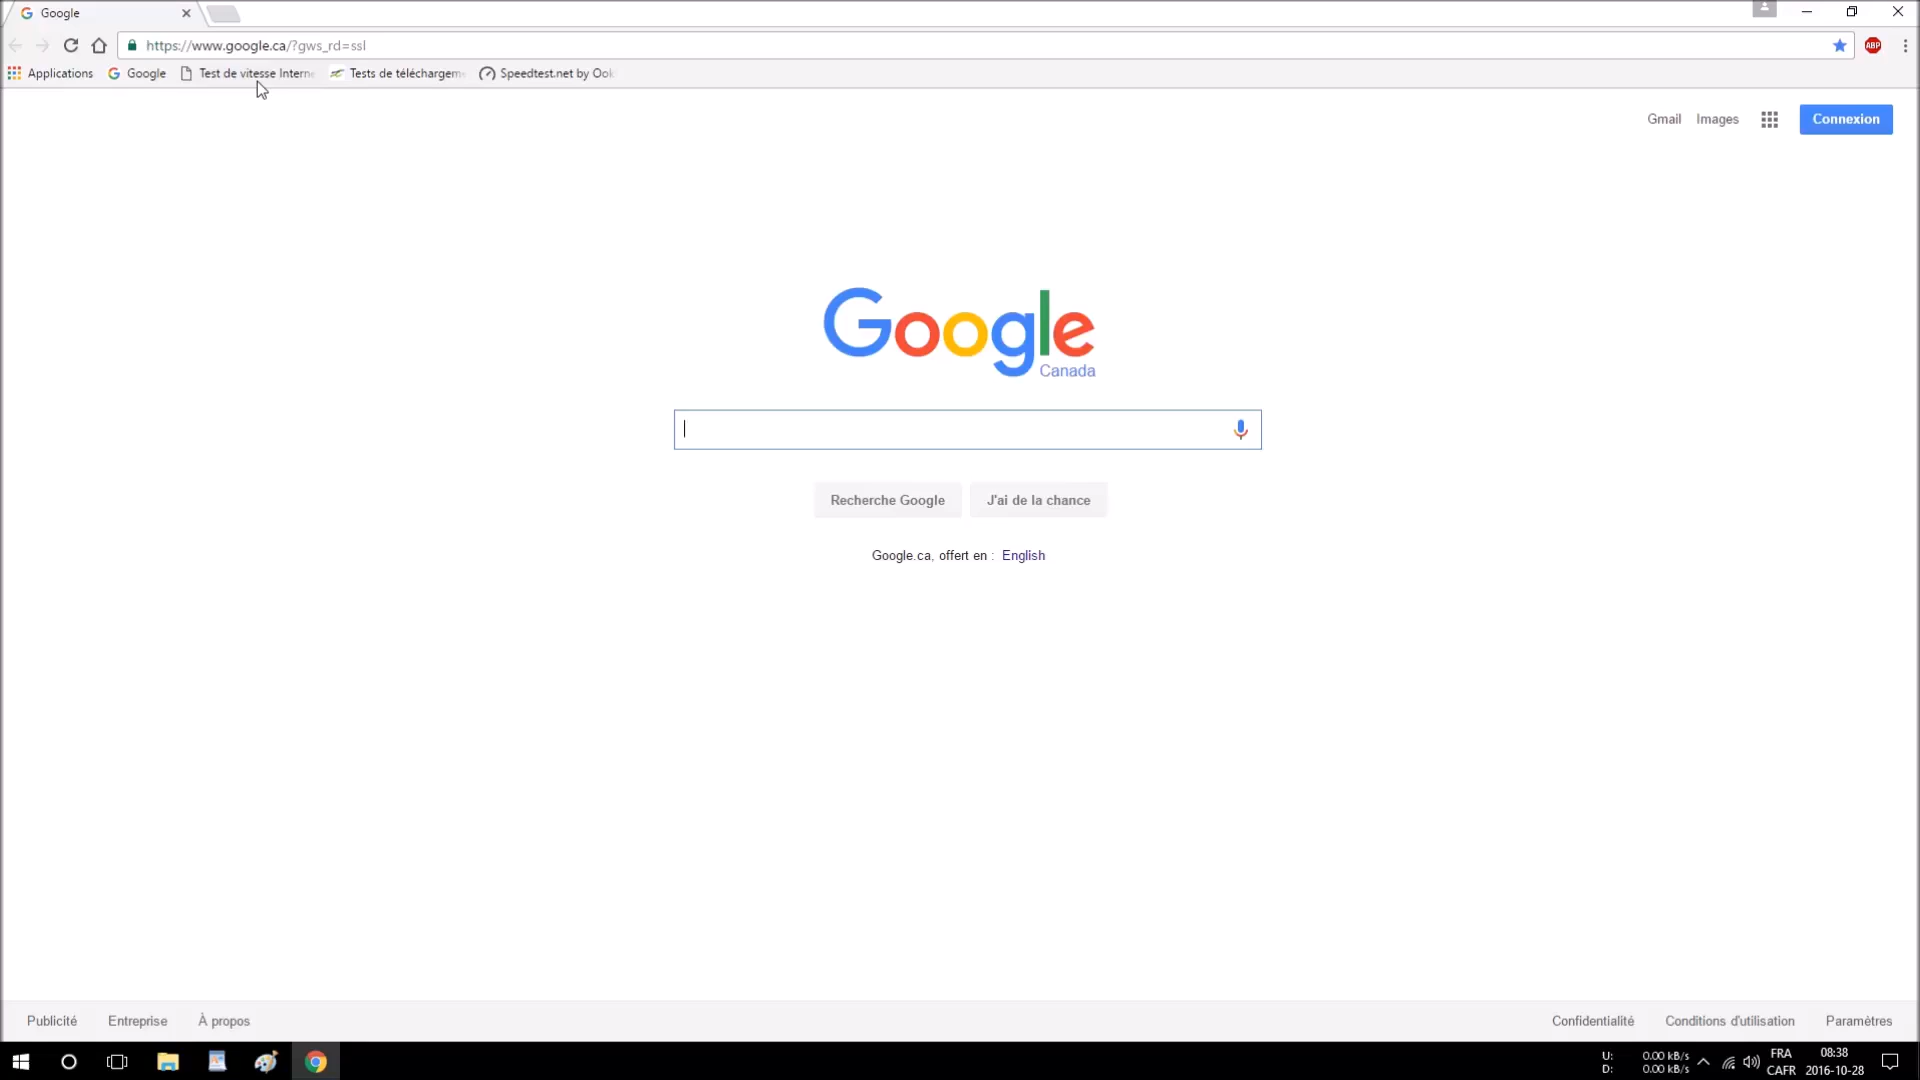 Google
https://www.google.ca/?gws_rd=ssl
ABP
Applications Google Test de vitesse Intern Tests de téléchargem Speedtest.net by Ook
Gmail Images Connexion
Google
Canada
Recherche Google J'ai de la chance
Google.ca, offert en : English
Publicité Entreprise À propos Confidentialité Conditions d'utilisation Paramètres
U: 0.00 kB/s FRA 08:38
D: 0.00 kB/s CAFR 2016-10-28